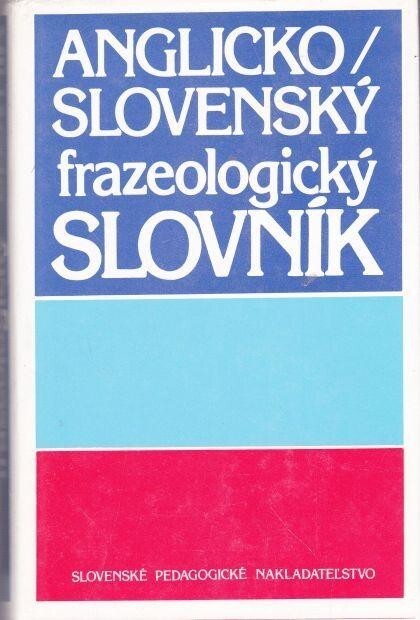 ANGLICKO/
SLOVENSKÝ
frazeologický
SLOVNÍK
SLOVENSKÉ PEDAGOGICKÉ NAKLADATEĽSTVO